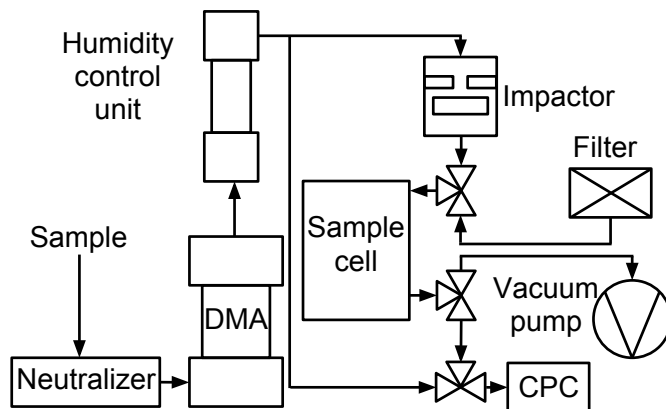 Humidity
control
unit
Impactor
Filter
Sample
Sample
cell
DMA
Vacuum
pump
Neutralizer
CPC